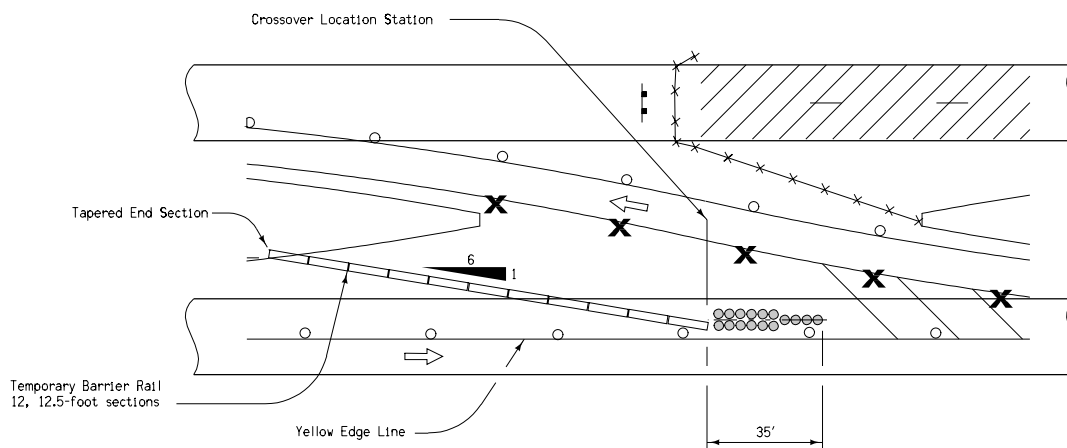 Crossover Location Station
Tapered End Section
6
1
Temporary Barrier Rail
12, 12.5-foot sections
Yellow Edge Line
35'